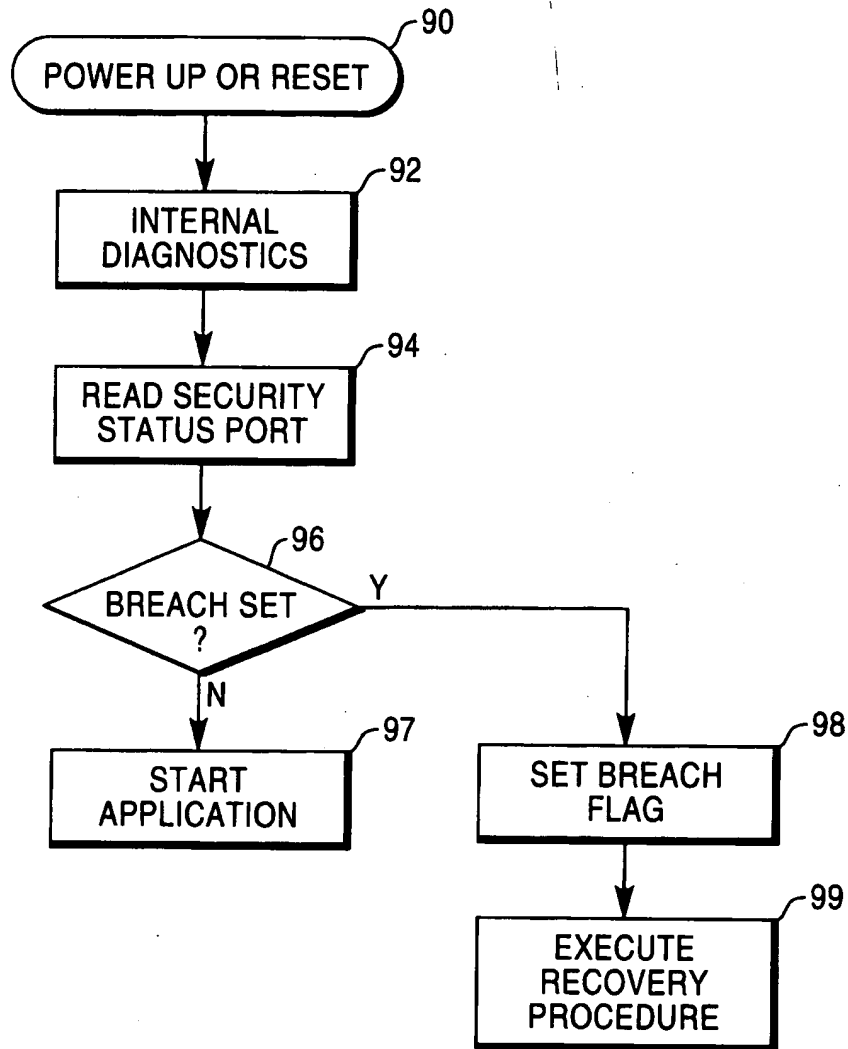 90
POWER UP OR RESET
92
INTERNAL
DIAGNOSTICS
94
READ SECURITY
STATUS PORT
96
BREACH SET
?
Y
N
97
START
APPLICATION
98
SET BREACH
FLAG
99
EXECUTE
RECOVERY
PROCEDURE